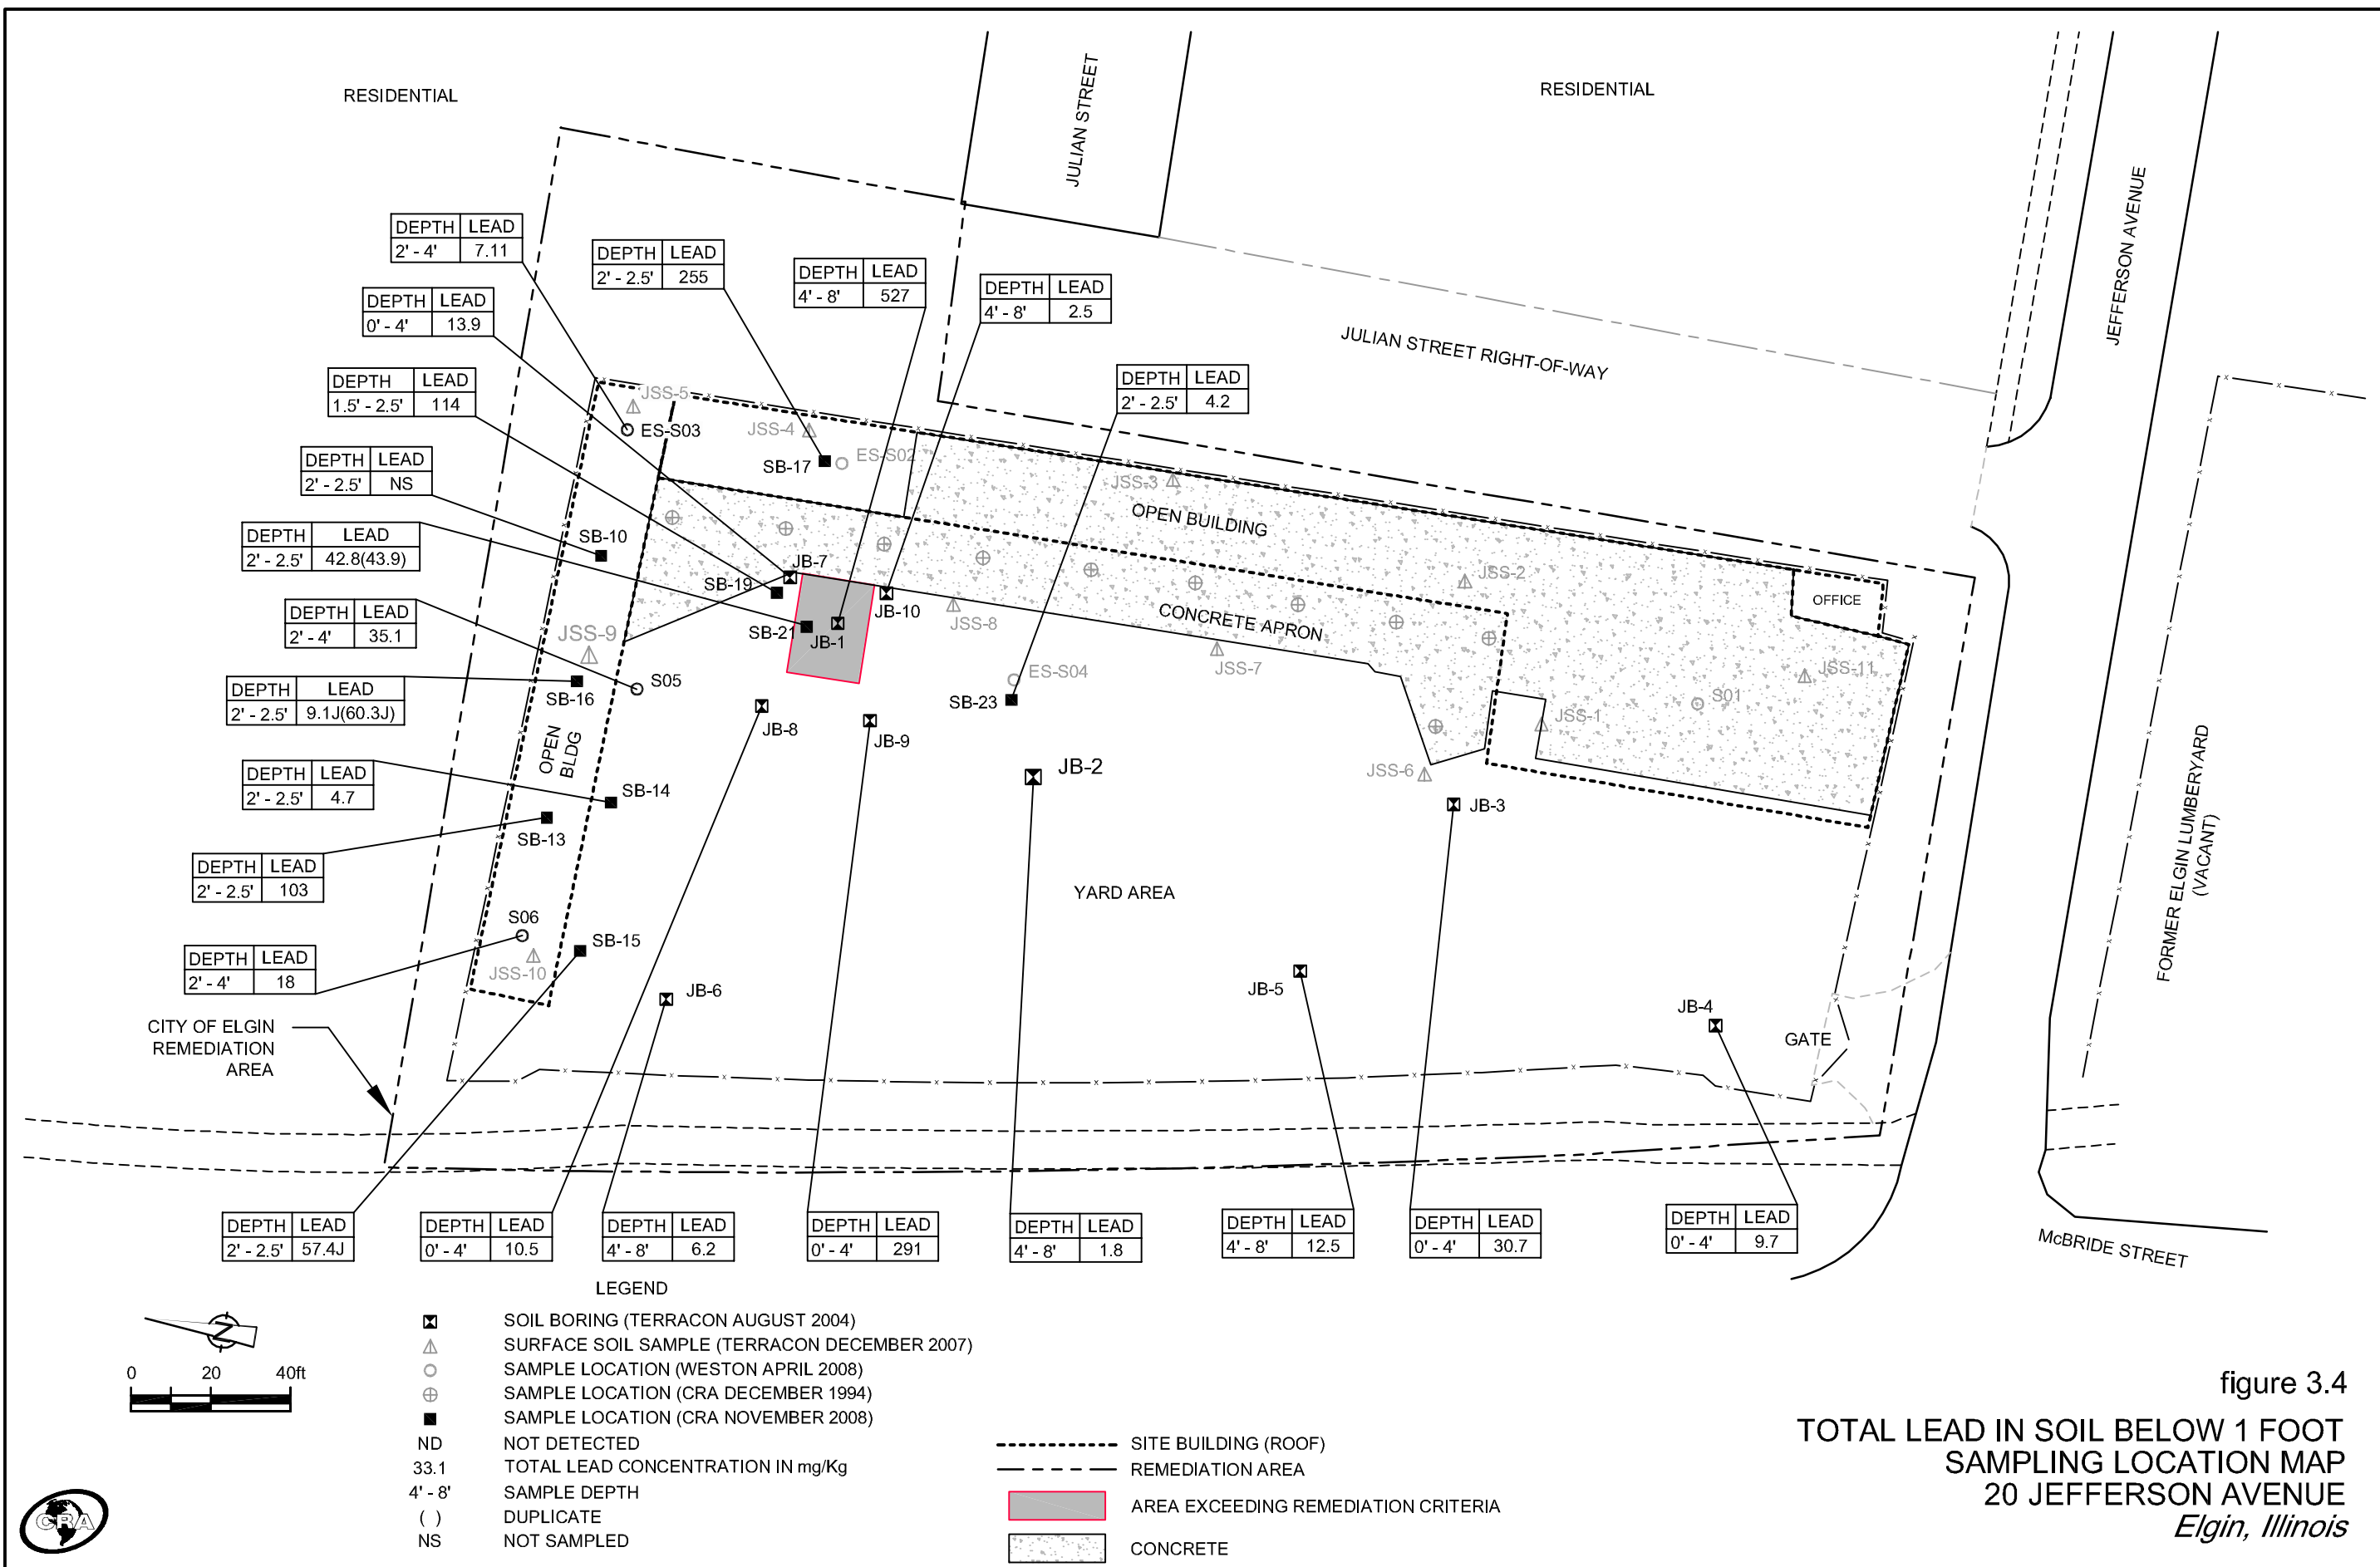 RESIDENTIAL
RESIDENTIAL
JULIAN STREET
JEFFERSON AVENUE
JULIAN STREET RIGHT-OF-WAY
DEPTH LEAD
2' - 4' 7.11
DEPTH LEAD
2' - 2.5' 255
DEPTH LEAD
4' - 8' 527
DEPTH LEAD
4' - 8' 2.5
DEPTH LEAD
0' - 4' 13.9
DEPTH LEAD
1.5' - 2.5' 114
DEPTH LEAD
2' - 2.5' 4.2
DEPTH LEAD
2' - 2.5' NS
DEPTH LEAD
2' - 2.5' 42.8(43.9)
DEPTH LEAD
2' - 4' 35.1
DEPTH LEAD
2' - 2.5' 9.1J(60.3J)
DEPTH LEAD
2' - 2.5' 4.7
DEPTH LEAD
2' - 2.5' 103
DEPTH LEAD
2' - 4' 18
JSS-5
ES-S03
JSS-4
SB-17
ES-S02
JSS-3
OPEN BUILDING
SB-10
JB-7
SB-19
JB-10
JSS-2
OFFICE
SB-21
JB-1
JSS-8
CONCRETE APRON
JSS-9
JSS-7
S05
ES-S04
JSS-11
SB-16
SB-23
S01
JB-8
JB-9
JSS-1
OPEN
BLDG
JB-2
JSS-6
SB-14
JB-3
SB-13
YARD AREA
FORMER ELGIN LUMBERYARD
(VACANT)
S06
SB-15
JSS-10
JB-6
JB-5
JB-4
GATE
CITY OF ELGIN
REMEDIATION
AREA
DEPTH LEAD
2' - 2.5' 57.4J
DEPTH LEAD
0' - 4' 10.5
DEPTH LEAD
4' - 8' 6.2
DEPTH LEAD
0' - 4' 291
DEPTH LEAD
4' - 8' 1.8
DEPTH LEAD
4' - 8' 12.5
DEPTH LEAD
0' - 4' 30.7
DEPTH LEAD
0' - 4' 9.7
McBRIDE STREET
LEGEND
SOIL BORING (TERRACON AUGUST 2004)
SURFACE SOIL SAMPLE (TERRACON DECEMBER 2007)
SAMPLE LOCATION (WESTON APRIL 2008)
SAMPLE LOCATION (CRA DECEMBER 1994)
SAMPLE LOCATION (CRA NOVEMBER 2008)
ND NOT DETECTED
33.1 TOTAL LEAD CONCENTRATION IN mg/Kg
4' - 8' SAMPLE DEPTH
( ) DUPLICATE
NS NOT SAMPLED
SITE BUILDING (ROOF)
REMEDIATION AREA
AREA EXCEEDING REMEDIATION CRITERIA
CONCRETE
N
0 20 40ft
CRA
figure 3.4
TOTAL LEAD IN SOIL BELOW 1 FOOT
SAMPLING LOCATION MAP
20 JEFFERSON AVENUE
Elgin, Illinois